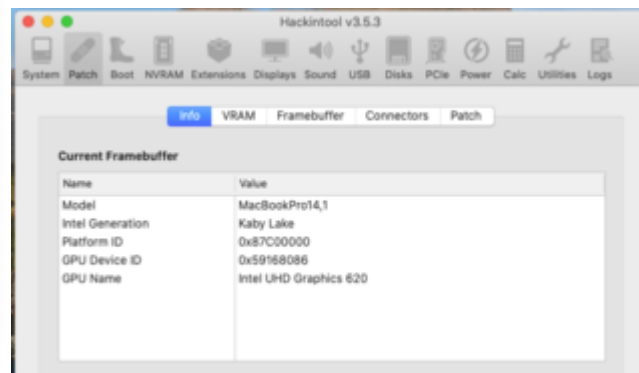 Hackintool v3.5.3
System Patch Boot NVRAM Extensions Displays Sound USB Disks PCIe Power Calc Utilities Logs
Info VRAM Framebuffer Connectors Patch
Current Framebuffer
Name Value
Model MacBookPro14,1
Intel Generation Kaby Lake
Platform ID 0x87C00000
GPU Device ID 0x59168086
GPU Name Intel UHD Graphics 620